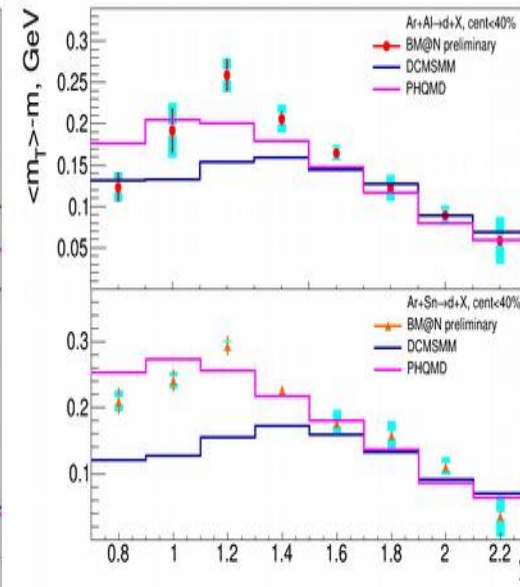 <m_T>-m, GeV
Ar+Al→d+X, cent<40%
BM@N preliminary
DCMSMM
PHQMD
0.3
0.25
0.2
0.15
0.1
0.05
Ar+Sn→d+X, cent<40%
BM@N preliminary
DCMSMM
PHQMD
0.3
0.2
0.1
0.8 1 1.2 1.4 1.6 1.8 2 2.2